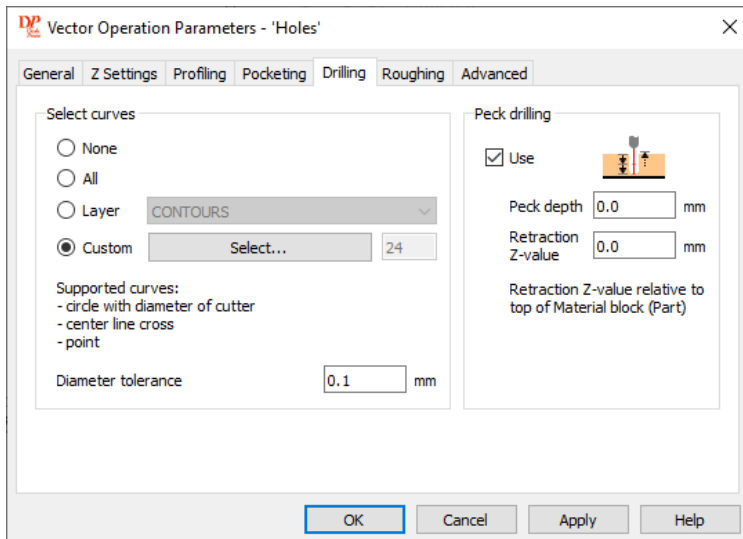 DP Vector Operation Parameters - 'Holes'
General Z Settings Profiling Pocketing Drilling Roughing Advanced
Select curves
None
All
Layer CONTOURS
Custom Select... 24
Supported curves:
- circle with diameter of cutter
- center line cross
- point
Diameter tolerance 0.1 mm
Peck drilling
Use
Peck depth 0.0 mm
Retraction
Z-value 0.0 mm
Retraction Z-value relative to
top of Material block (Part)
OK Cancel Apply Help